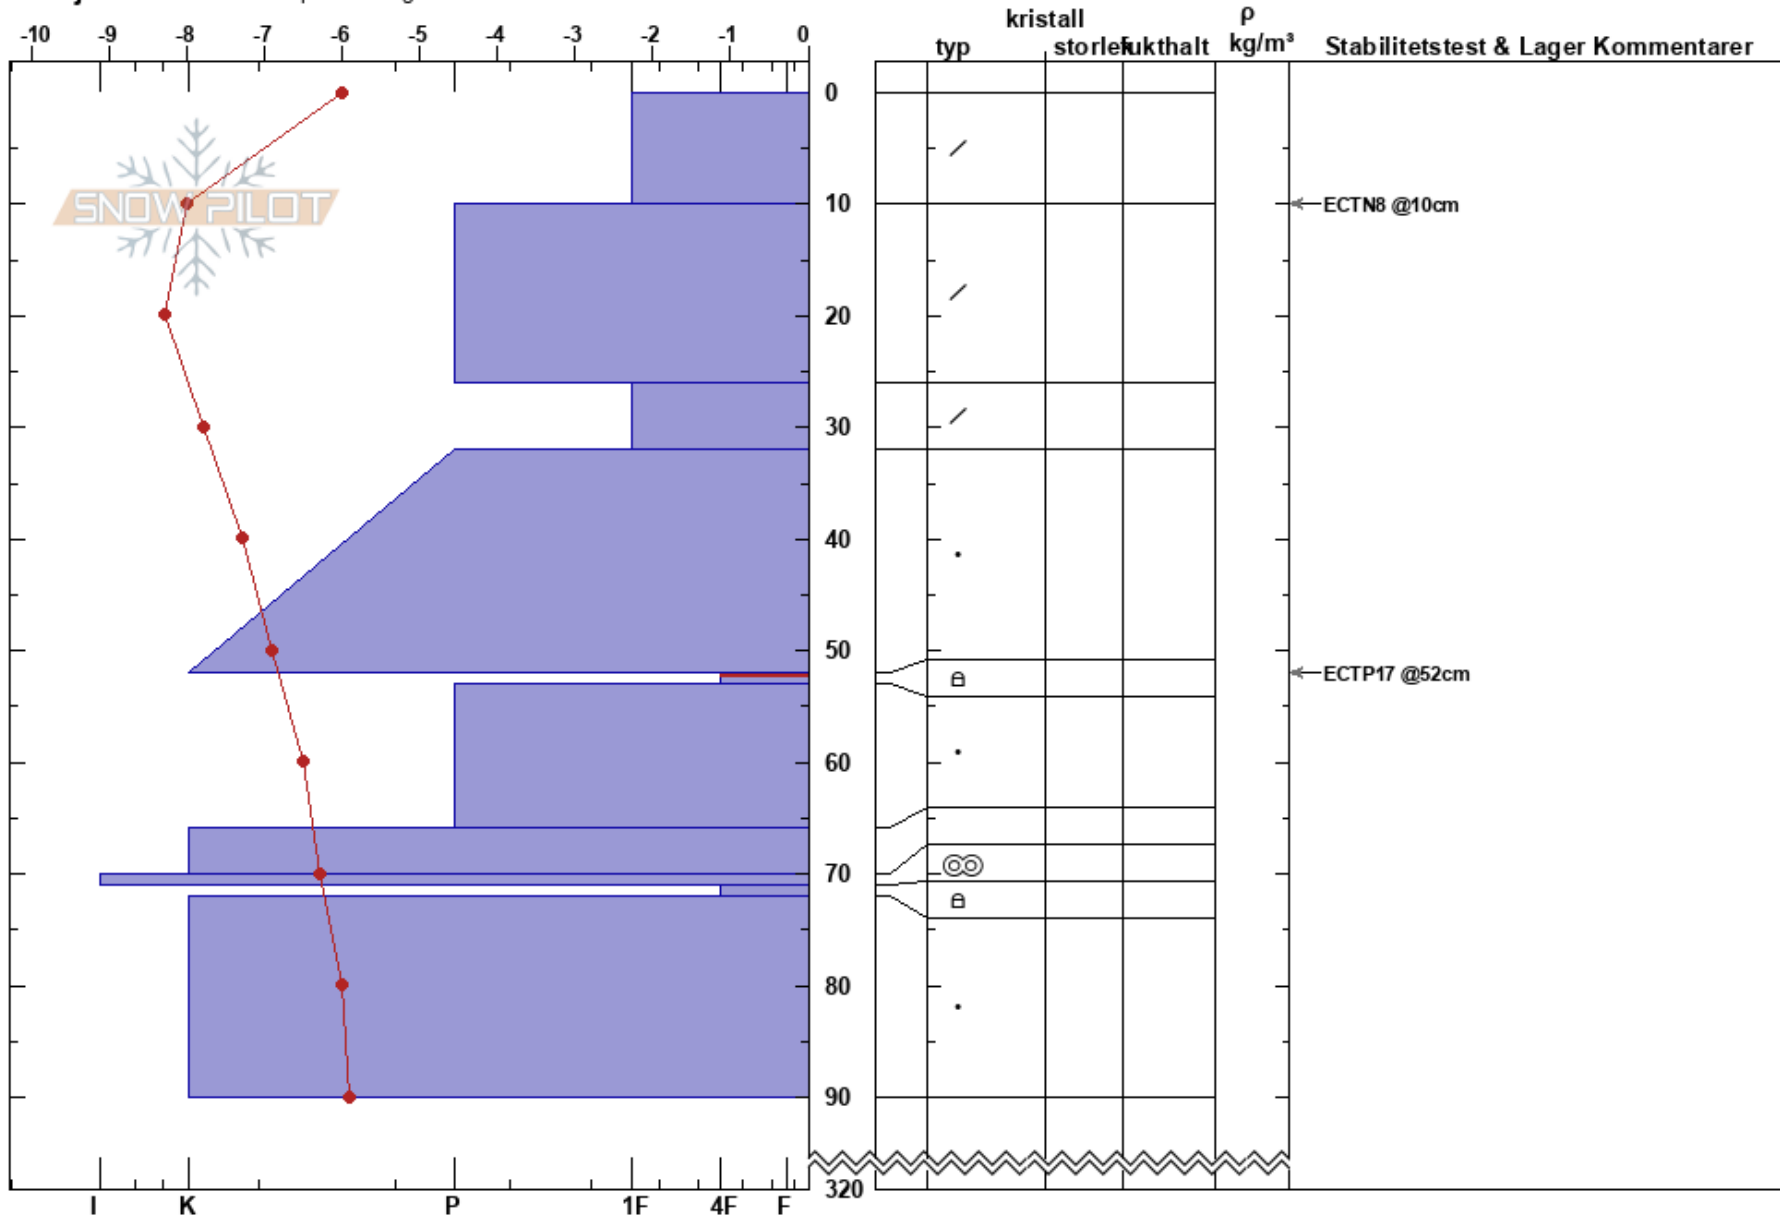 kristall ρ
-10 -9 -8 -7 -6 -5 -4 -3 -2 -1 0 typ storlek fukthalt kg/m³ Stabilitetstest & Lager Kommentarer
0
SNOW PILOT
10 ECTN8 @10cm
20
30
40
50
ECTP17 @52cm
60
70
80
90
320
I K P 1F 4F F